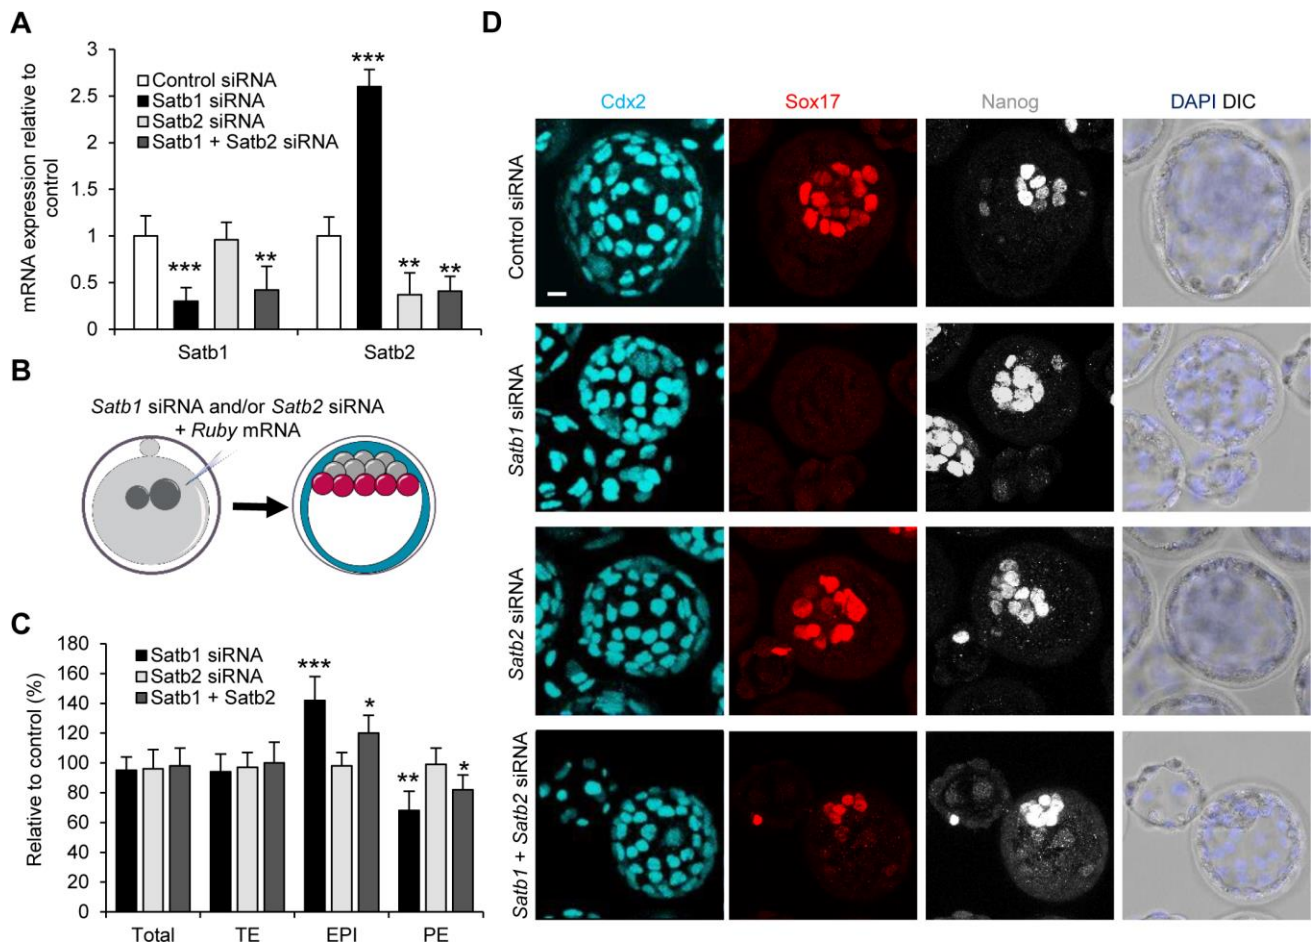 A
mRNA expression relative to
control
3
2.5
2
1.5
1
0.5
0
Control siRNA
Satb1 siRNA
Satb2 siRNA
Satb1 + Satb2 siRNA
***
**
***
**
**
Satb1
Satb2
B
Satb1 siRNA and/or Satb2 siRNA
+ Ruby mRNA
C
Relative to control (%)
180
160
140
120
100
80
60
40
20
0
Satb1 siRNA
Satb2 siRNA
Satb1 + Satb2
***
*
**
*
Total
TE
EPI
PE
D
Cdx2
Sox17
Nanog
DAPI DIC
Control siRNA
Satb1 siRNA
Satb2 siRNA
Satb1 + Satb2 siRNA